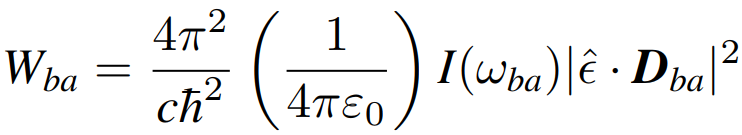 $W_{ba} = \frac{4\pi^2}{c\hbar^2} \left( \frac{1}{4\pi\varepsilon_0} \right) I(\omega_{ba}) |\hat{\epsilon} \cdot \boldsymbol{D}_{ba}|^2$